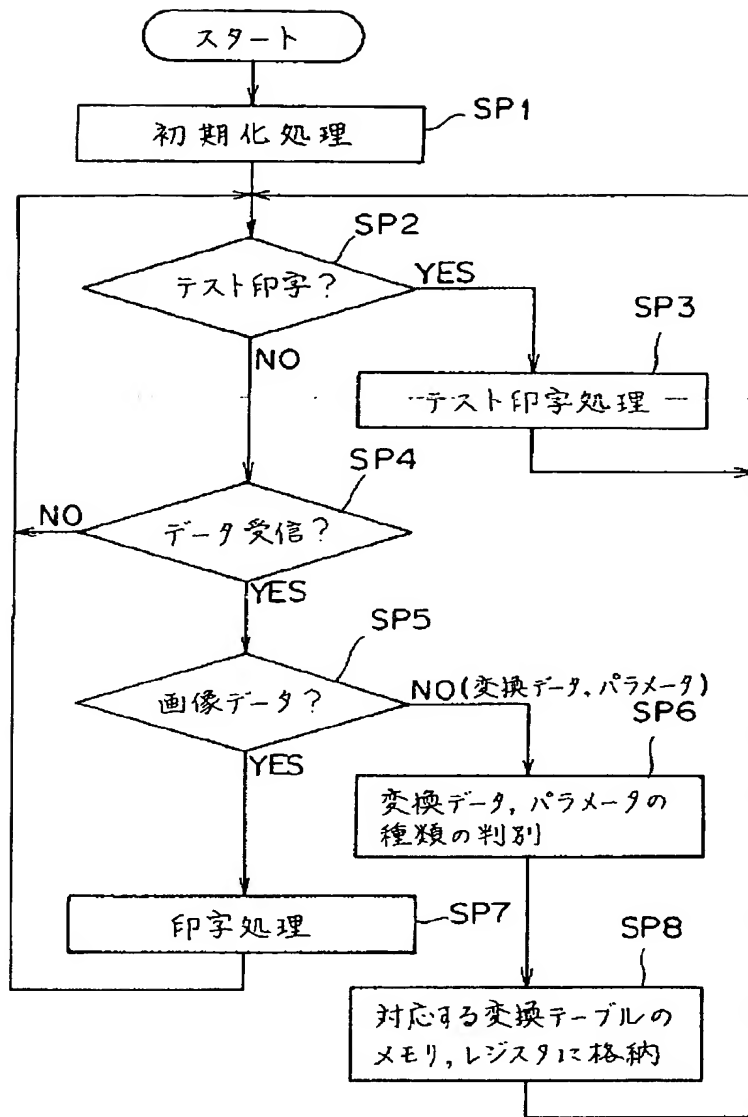 スタート
SP1
初期化処理
SP2
テスト印字?
YES
SP3
NO
テスト印字処理
SP4
NO
データ受信?
YES
SP5
画像データ?
NO(変換データ,パラメータ)
SP6
YES
変換データ,パラメータの
種類の判別
印字処理
SP7
SP8
対応する変換テーブルの
メモリ,レジスタに格納